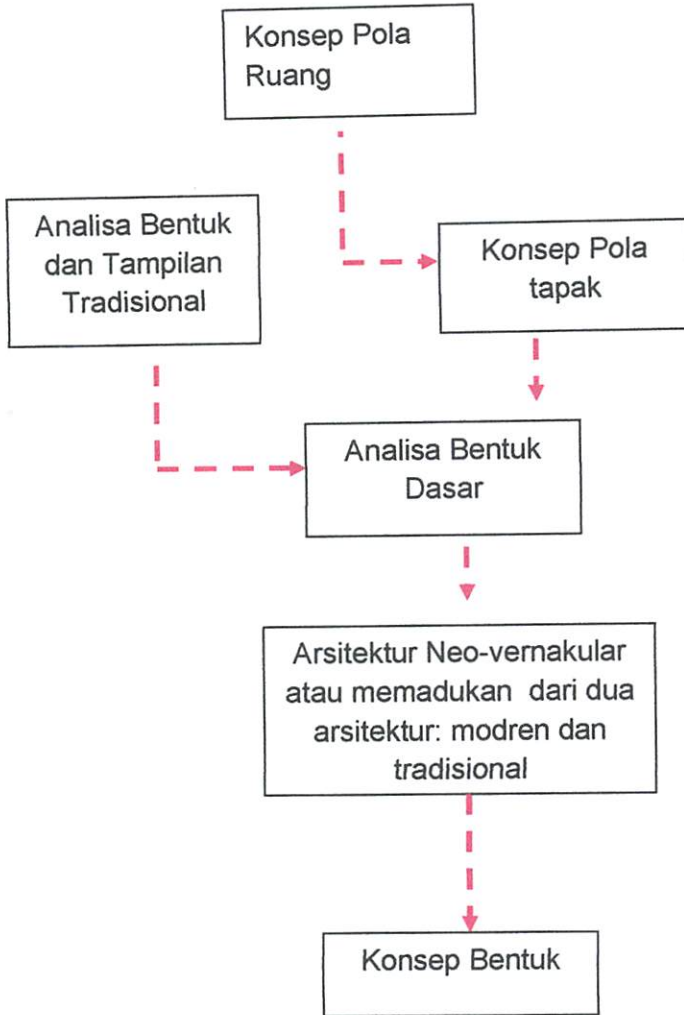 Konsep Pola
Ruang
Analisa Bentuk
dan Tampilan
Tradisional
Konsep Pola
tapak
Analisa Bentuk
Dasar
Arsitektur Neo-vernakular
atau memadukan dari dua
arsitektur: modren dan
tradisional
Konsep Bentuk